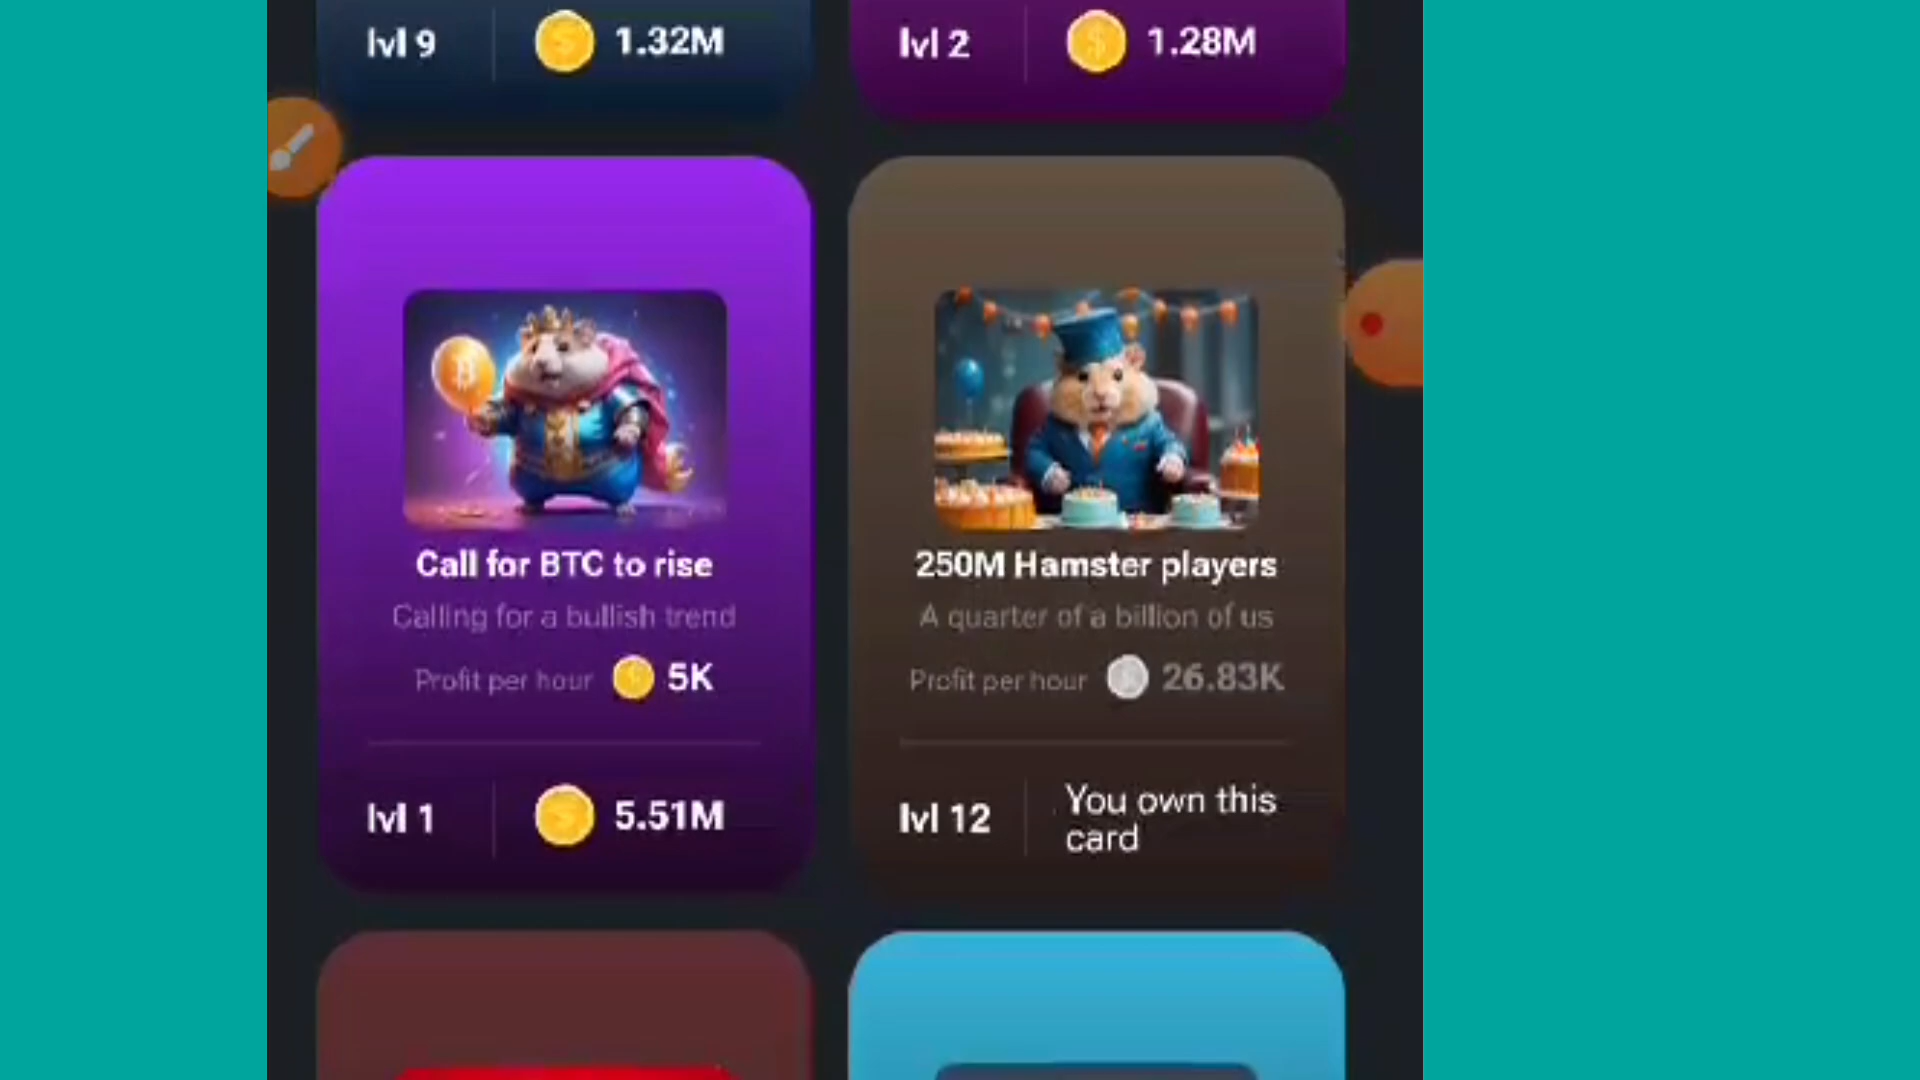 lvl 9
1.32M
lvl 2
1.28M
Call for BTC to rise
Calling for a bullish trend
Profit per hour 5K
lvl 1
5.51M
250M Hamster players
A quarter of a billion of us
Profit per hour 26.83K
lvl 12
You own this
card